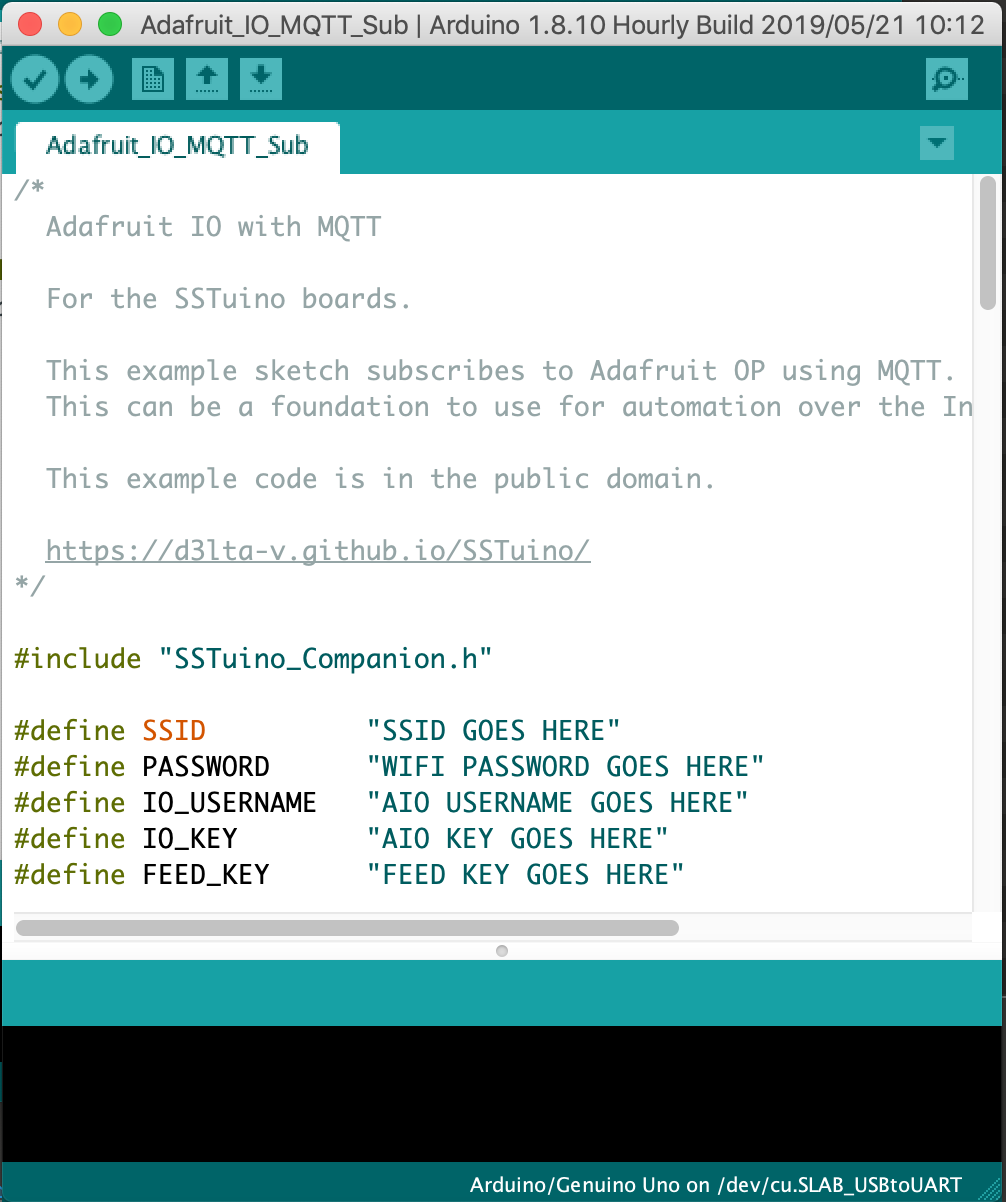 Adafruit_IO_MQTT_Sub | Arduino 1.8.10 Hourly Build 2019/05/21 10:12
Adafruit_IO_MQTT_Sub
/*
Adafruit IO with MQTT
For the SSTuino boards.
This example sketch subscribes to Adafruit OP using MQTT.
This can be a foundation to use for automation over the In
This example code is in the public domain.
https://d3lta-v.github.io/SSTuino/
*/
#include "SSTuino_Companion.h"
#define SSID "SSID GOES HERE"
#define PASSWORD "WIFI PASSWORD GOES HERE"
#define IO_USERNAME "AIO USERNAME GOES HERE"
#define IO_KEY "AIO KEY GOES HERE"
#define FEED_KEY "FEED KEY GOES HERE"
Arduino/Genuino Uno on /dev/cu.SLAB_USBtoUART